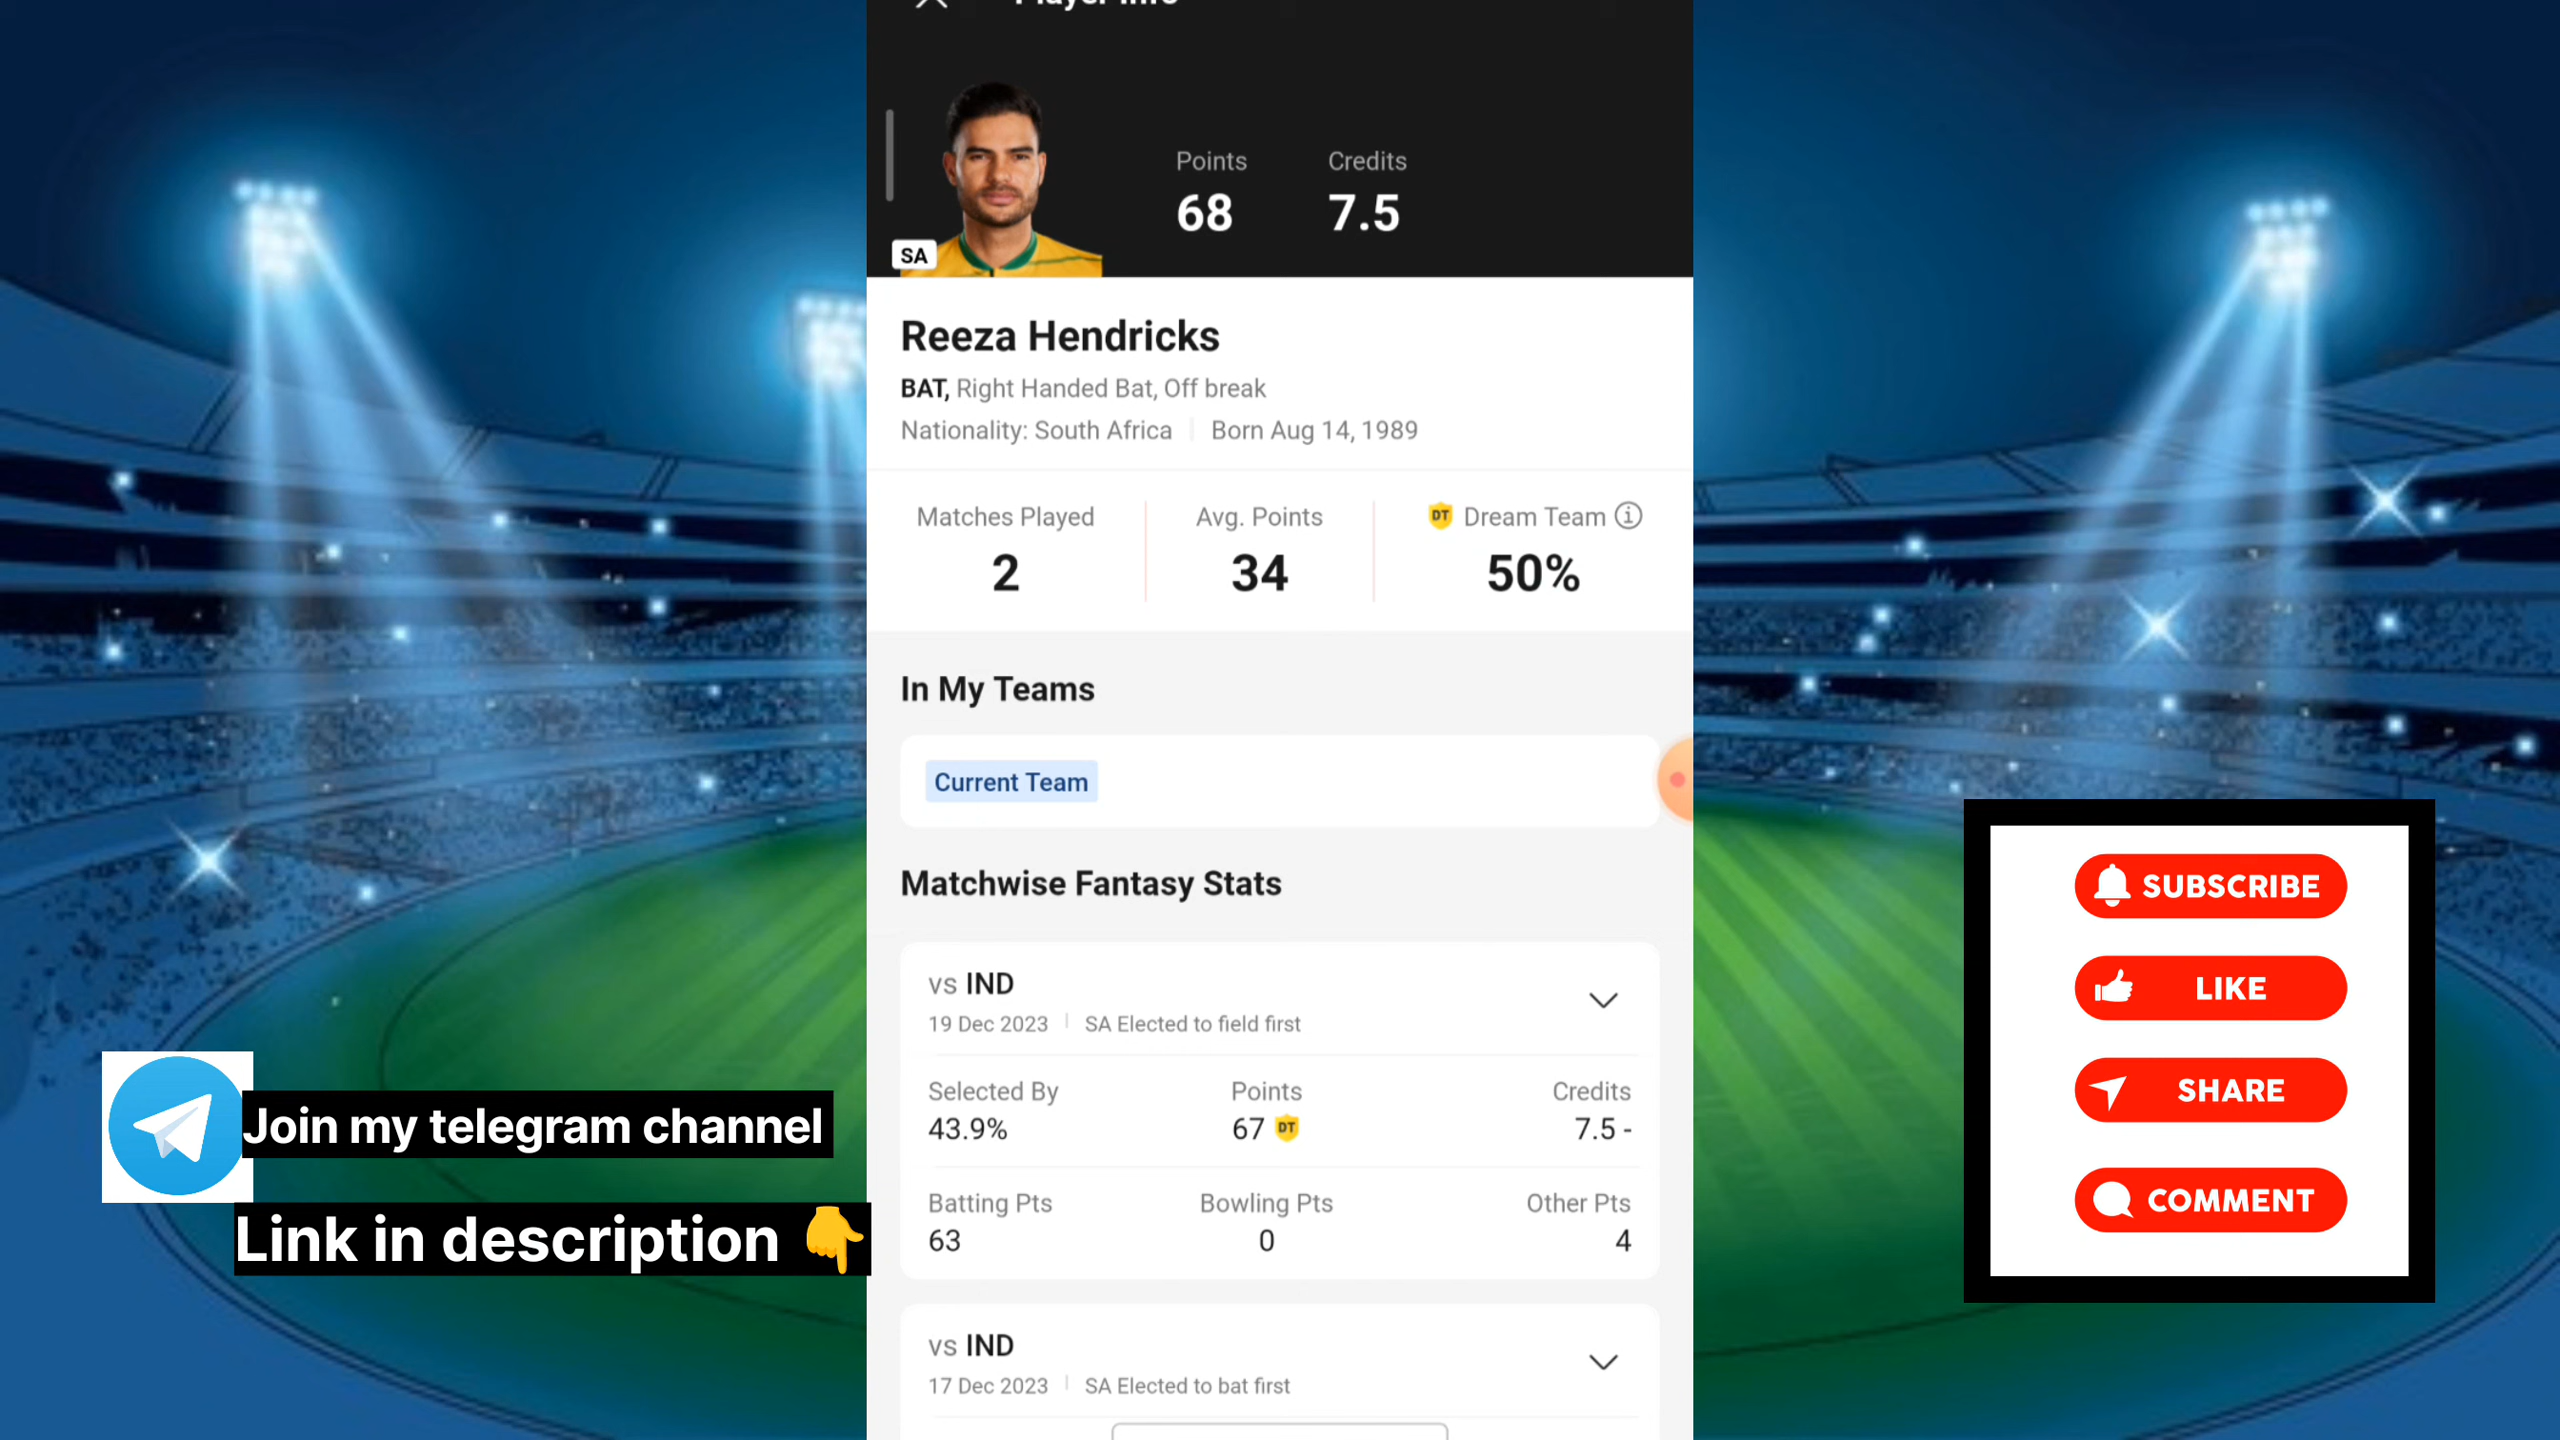 Player Info
Points
Credits
68
7.5
SA
Reeza Hendricks
BAT, Right Handed Bat, Off break
Nationality: South Africa
Born Aug 14, 1989
Matches Played
Avg. Points
DT Dream Team
2
34
50%
In My Teams
Current Team
Matchwise Fantasy Stats
vs IND
19 Dec 2023
SA Elected to field first
Selected By
Points
Credits
43.9%
67 DT
7.5 -
Batting Pts
Bowling Pts
Other Pts
63
0
4
vs IND
17 Dec 2023
SA Elected to bat first
Join my telegram channel
Link in description 👇
SUBSCRIBE
LIKE
SHARE
COMMENT